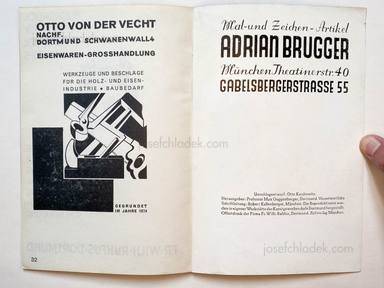 OTTO VON DER VECHT
NACHF.
DORTMUND SCHWANENWALL 4
EISENWAREN-GROSSHANDLUNG
WERKZEUGE UND BESCHLÄGE
FÜR DIE HOLZ- UND EISEN-
INDUSTRIE • BAUBEDARF
GEGRÜNDET
IM JAHRE 1874
32
Mal- und Zeichen-Artikel
ADRIAN BRUGGER
München Theatinerstr. 40
GABELSBERGERSTRASSE 55
josefchladek.com
josefchladek.com